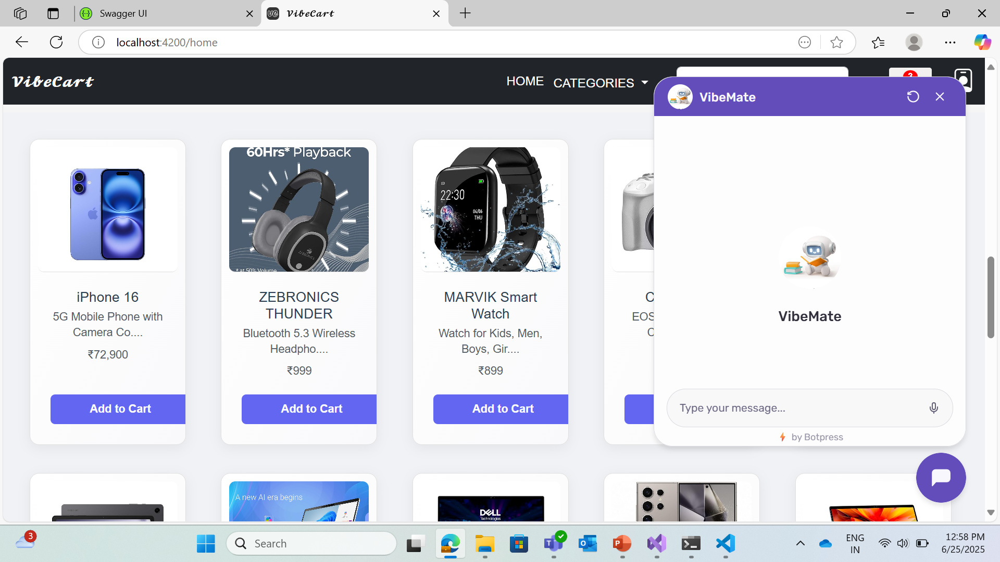 Swagger UI
VC
VibeCart
localhost:4200/home
VibeCart
HOME
CATEGORIES
VibeMate
60Hrs* Playback
ZEBRONICS
* at 50% Volume
22:30
04/06
THU
iPhone 16
5G Mobile Phone with
Camera Co....
₹72,900
Add to Cart
ZEBRONICS
THUNDER
Bluetooth 5.3 Wireless
Headpho....
₹999
Add to Cart
MARVIK Smart
Watch
Watch for Kids, Men,
Boys, Gir....
₹899
Add to Cart
C
EOS
C
VibeMate
Type your message...
by Botpress
A new AI era begins
DELL
Technologies
3
Search
ENG
IN
12:58 PM
6/25/2025